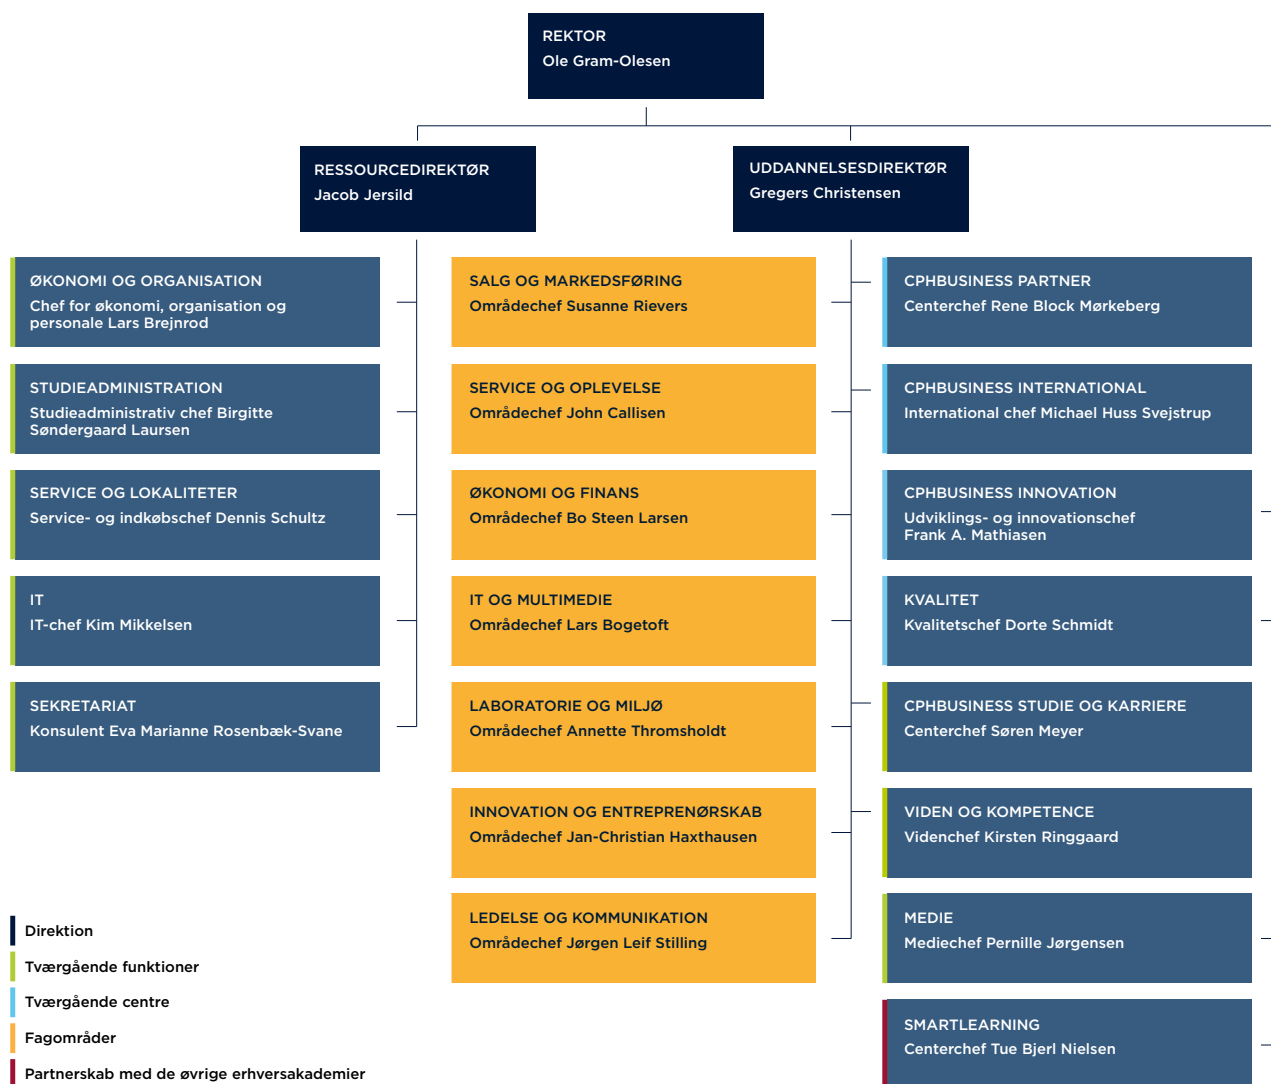 REKTOR
Ole Gram-Olesen
RESSOURCEDIREKTØR
Jacob Jersild
UDDANNELSESDIREKTØR
Gregers Christensen
ØKONOMI OG ORGANISATION
Chef for økonomi, organisation og
personale Lars Brejnrod
STUDIEADMINISTRATION
Studieadministrativ chef Birgitte
Søndergaard Laursen
SERVICE OG LOKALITETER
Service- og indkøbschef Dennis Schultz
IT
IT-chef Kim Mikkelsen
SEKRETARIAT
Konsulent Eva Marianne Rosenbæk-Svane
SALG OG MARKEDSFØRING
Områdechef Susanne Rievers
SERVICE OG OPLEVELSE
Områdechef John Callisen
ØKONOMI OG FINANS
Områdechef Bo Steen Larsen
IT OG MULTIMEDIE
Områdechef Lars Bogetoft
LABORATORIE OG MILJØ
Områdechef Annette Thromsholdt
INNOVATION OG ENTREPRENØRSKAB
Områdechef Jan-Christian Haxthausen
LEDELSE OG KOMMUNIKATION
Områdechef Jørgen Leif Stilling
CPHBUSINESS PARTNER
Centerchef Rene Block Mørkeberg
CPHBUSINESS INTERNATIONAL
International chef Michael Huss Svejstrup
CPHBUSINESS INNOVATION
Udviklings- og innovationschef
Frank A. Mathiasen
KVALITET
Kvalitetschef Dorte Schmidt
CPHBUSINESS STUDIE OG KARRIERE
Centerchef Søren Meyer
VIDEN OG KOMPETENCE
Videnchef Kirsten Ringgaard
MEDIE
Mediechef Pernille Jørgensen
SMARTLEARNING
Centerchef Tue Bjerl Nielsen
Direktion
Tværgående funktioner
Tværgående centre
Fagområder
Partnerskab med de øvrige erhversakademier